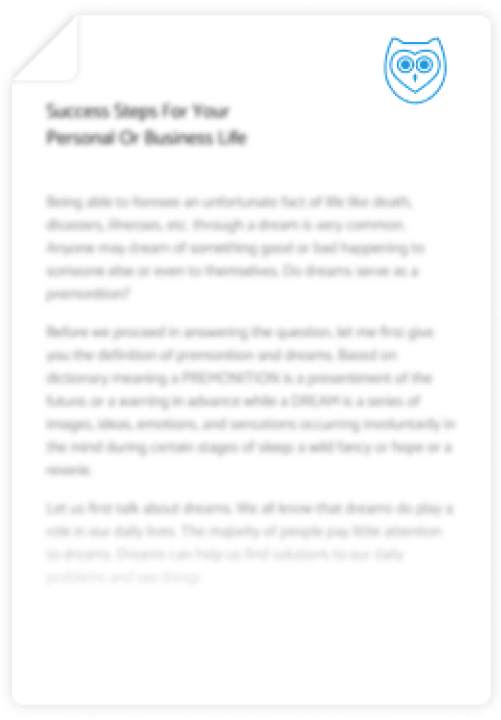 Success Steps For Your
Personal Or Business Life
Being able to foresee an unfortunate fact of life like death,
disasters, illnesses, etc. through a dream is very common.
Anyone may dream of something good or bad happening to
someone else or even to themselves. Do dreams serve as a
premonition?
Before we proceed in answering the question, let me first give
you the definition of premonition and dreams. Based on
dictionary meaning a PREMONITION is a presentiment of the
future; or a warning in advance while a DREAM is a series of
images, ideas, emotions, and sensations occurring involuntarily in
the mind during certain stages of sleep; a wild fancy or hope or a
reverie.
Let us first talk about dreams. We all know that dreams do play a
role in our daily lives. The majority of people pay little attention
to dreams. Dreams can help us find solutions to our daily
problems and see things